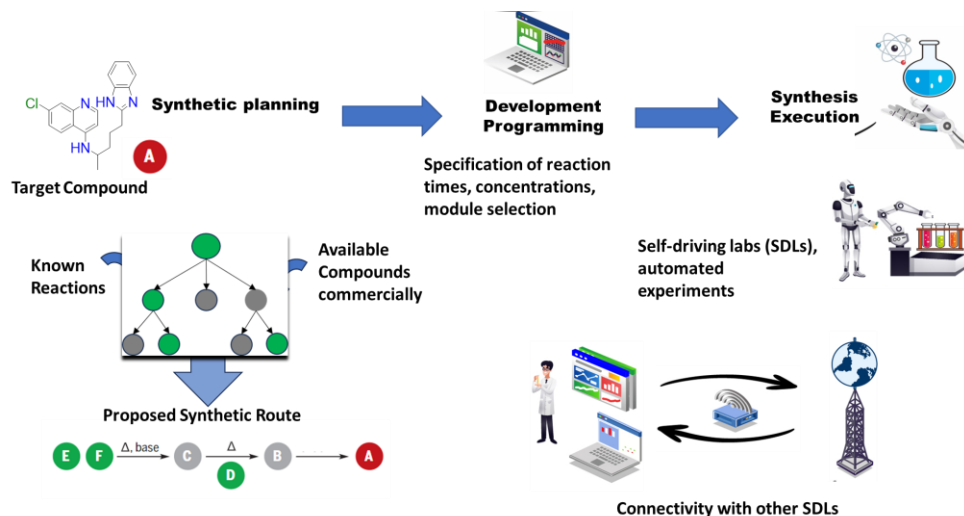 Cl
N
HN
N
HN
A
Target Compound
Synthetic planning
Development
Programming
Specification of reaction
times, concentrations,
module selection
Synthesis
Execution
Self-driving labs (SDLs),
automated
experiments
Known
Reactions
Available
Compounds
commercially
Proposed Synthetic Route
E F Δ, base C Δ D B A
Connectivity with other SDLs